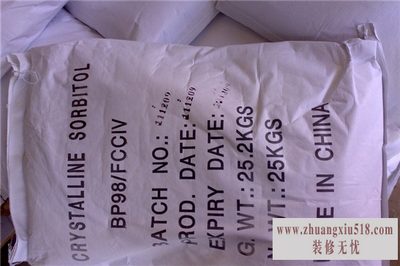 CRYSTALLINE SORBITOL
BP98/FCCIV
BATCH NO.:
PROD. DATE:
EXPIRY DATE:
G. WT.: 25.2KGS
N. WT.: 25KGS
IN CHINA
www.zhuangxiu518.com
装修无忧